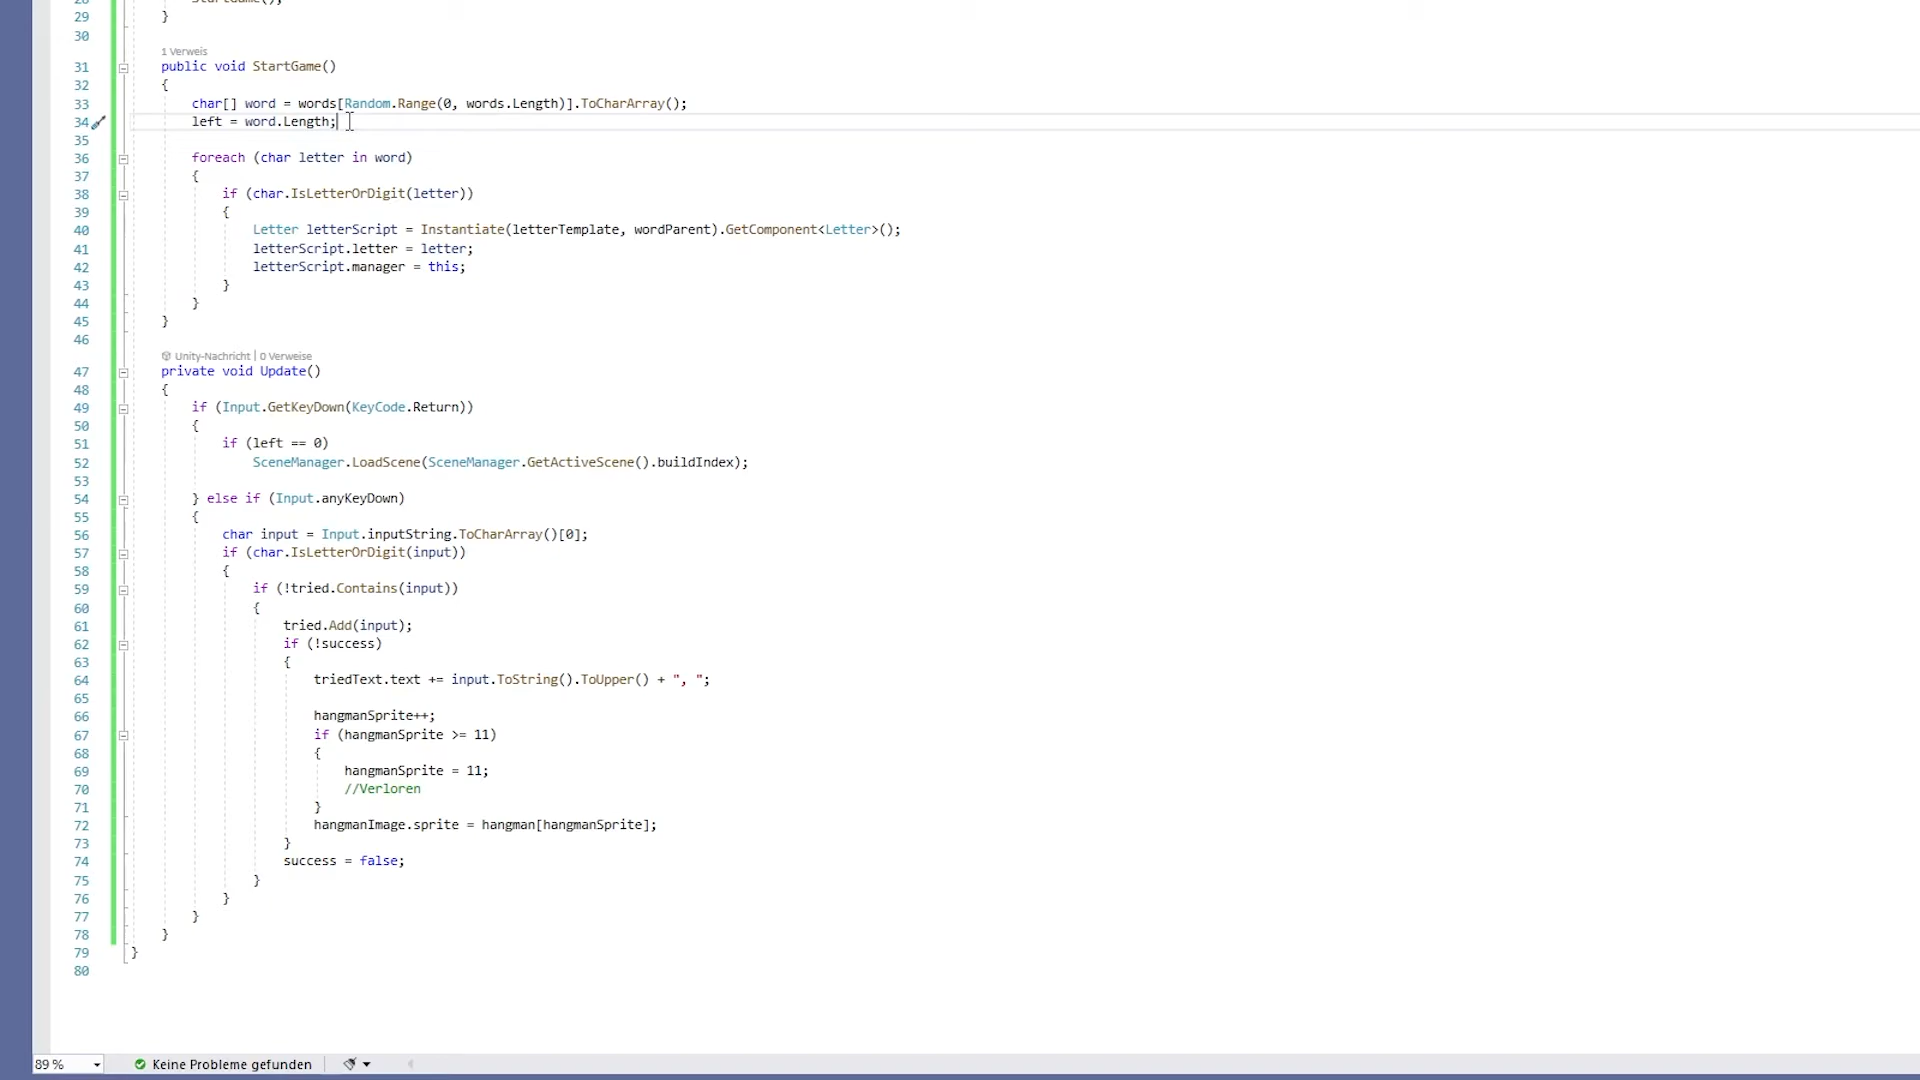 28 StartGame();
29 }
30
1 Verweis
31 public void StartGame()
32 {
33 char[] word = words[Random.Range(0, words.Length)].ToCharArray();
34 left = word.Length;
35
36 foreach (char letter in word)
37 {
38 if (char.IsLetterOrDigit(letter))
39 {
40 Letter letterScript = Instantiate(letterTemplate, wordParent).GetComponent<Letter>();
41 letterScript.letter = letter;
42 letterScript.manager = this;
43 }
44 }
45 }
46
Unity-Nachricht | 0 Verweise
47 private void Update()
48 {
49 if (Input.GetKeyDown(KeyCode.Return))
50 {
51 if (left == 0)
52 SceneManager.LoadScene(SceneManager.GetActiveScene().buildIndex);
53
54 } else if (Input.anyKeyDown)
55 {
56 char input = Input.inputString.ToCharArray()[0];
57 if (char.IsLetterOrDigit(input))
58 {
59 if (!tried.Contains(input))
60 {
61 tried.Add(input);
62 if (!success)
63 {
64 triedText.text += input.ToString().ToUpper() + ", ";
65
66 hangmanSprite++;
67 if (hangmanSprite >= 11)
68 {
69 hangmanSprite = 11;
70 //Verloren
71 }
72 hangmanImage.sprite = hangman[hangmanSprite];
73 }
74 success = false;
75 }
76 }
77 }
78 }
79 }
80
89 % Keine Probleme gefunden